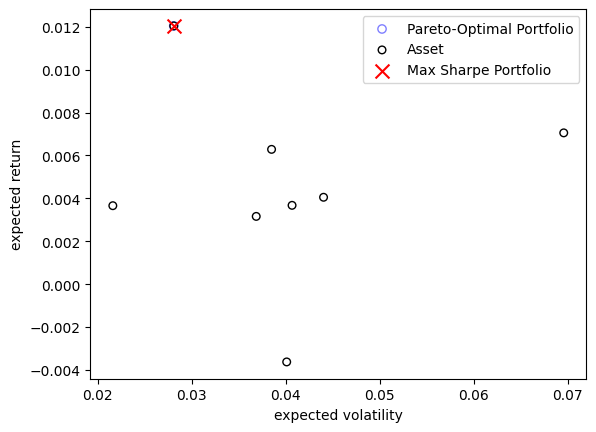 Pareto-Optimal Portfolio
Asset
Max Sharpe Portfolio
expected return
0.012
0.010
0.008
0.006
0.004
0.002
0.000
−0.002
−0.004
0.02 0.03 0.04 0.05 0.06 0.07
expected volatility